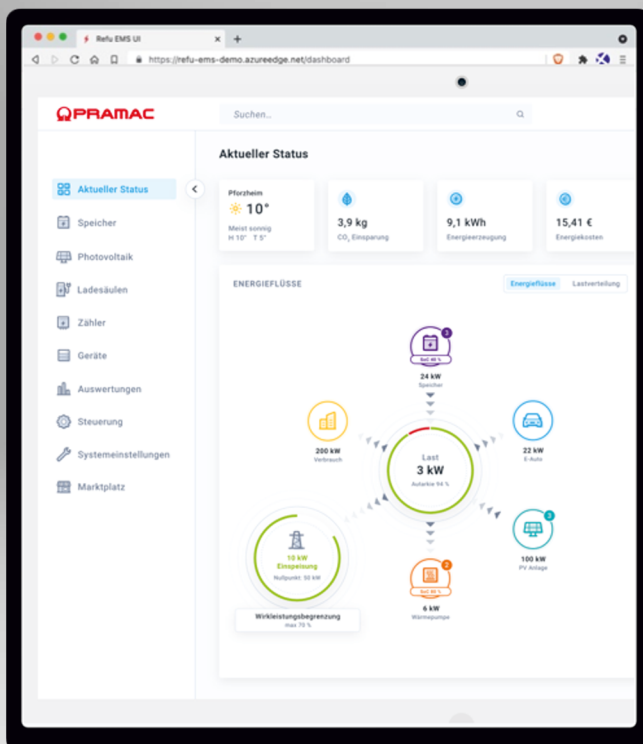 Refu EMS UI
https://refu-ems-demo.azureedge.net/dashboard
PRAMAC
Suchen...
Aktueller Status
Aktueller Status
Speicher
Photovoltaik
Ladesäulen
Zähler
Geräte
Auswertungen
Steuerung
Systemeinstellungen
Marktplatz
Pforzheim
10°
Meist sonnig
H 10° T 5°
3,9 kg
CO₂ Einsparung
9,1 kWh
Energieerzeugung
15,41 €
Energiekosten
ENERGIEFLÜSSE
Energieflüsse
Lastverteilung
3
24 kW
Speicher
200 kW
Verbrauch
22 kW
E-Auto
Last
3 kW
Autarkie 94 %
10 kW
Einspeisung
Nullpunkt: 50 kW
Wirkleistungsbegrenzung
max 70 %
3
100 kW
PV Anlage
2
6 kW
Wärmepumpe